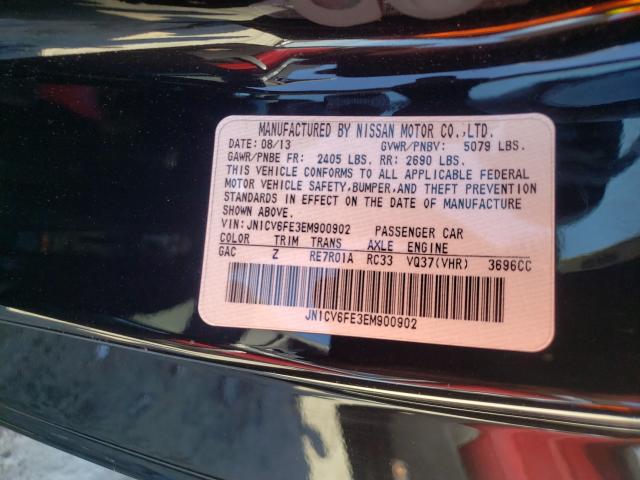 MANUFACTURED BY NISSAN MOTOR CO.,LTD.
DATE: 08/13 GVWR/PNBV: 5079 LBS.
GAWR/PNBE FR: 2405 LBS. RR: 2690 LBS.
THIS VEHICLE CONFORMS TO ALL APPLICABLE FEDERAL
MOTOR VEHICLE SAFETY, BUMPER, AND THEFT PREVENTION
STANDARDS IN EFFECT ON THE DATE OF MANUFACTURE
SHOWN ABOVE.
VIN: JN1CV6FE3EM900902 PASSENGER CAR
COLOR TRIM TRANS AXLE ENGINE
GAC Z RE7R01A RC33 VQ37(VHR) 3696CC
JN1CV6FE3EM900902